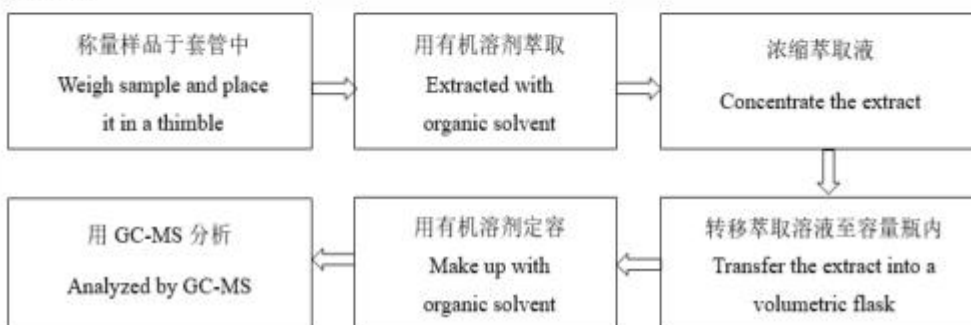 称量样品于套管中
Weigh sample and place
it in a thimble
用有机溶剂萃取
Extracted with
organic solvent
浓缩萃取液
Concentrate the extract
转移萃取溶液至容量瓶内
Transfer the extract into a
volumetric flask
用有机溶剂定容
Make up with
organic solvent
用 GC-MS 分析
Analyzed by GC-MS